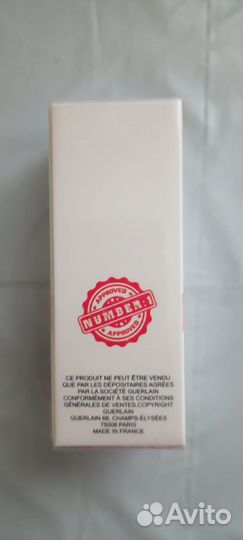 APPROVED
NUMBER:1
APPROVED
CE PRODUIT NE PEUT ÊTRE VENDU
QUE PAR LES DÉPOSITAIRES AGRÉES
PAR LA SOCIÉTÉ GUERLAIN
CONFORMÉMENT À SES CONDITIONS
GÉNÉRALES DE VENTES.COPYRIGHT
GUERLAIN
GUERLAIN 68, CHAMPS-ÉLYSÉES
75008 PARIS
MADE IN FRANCE
Avito